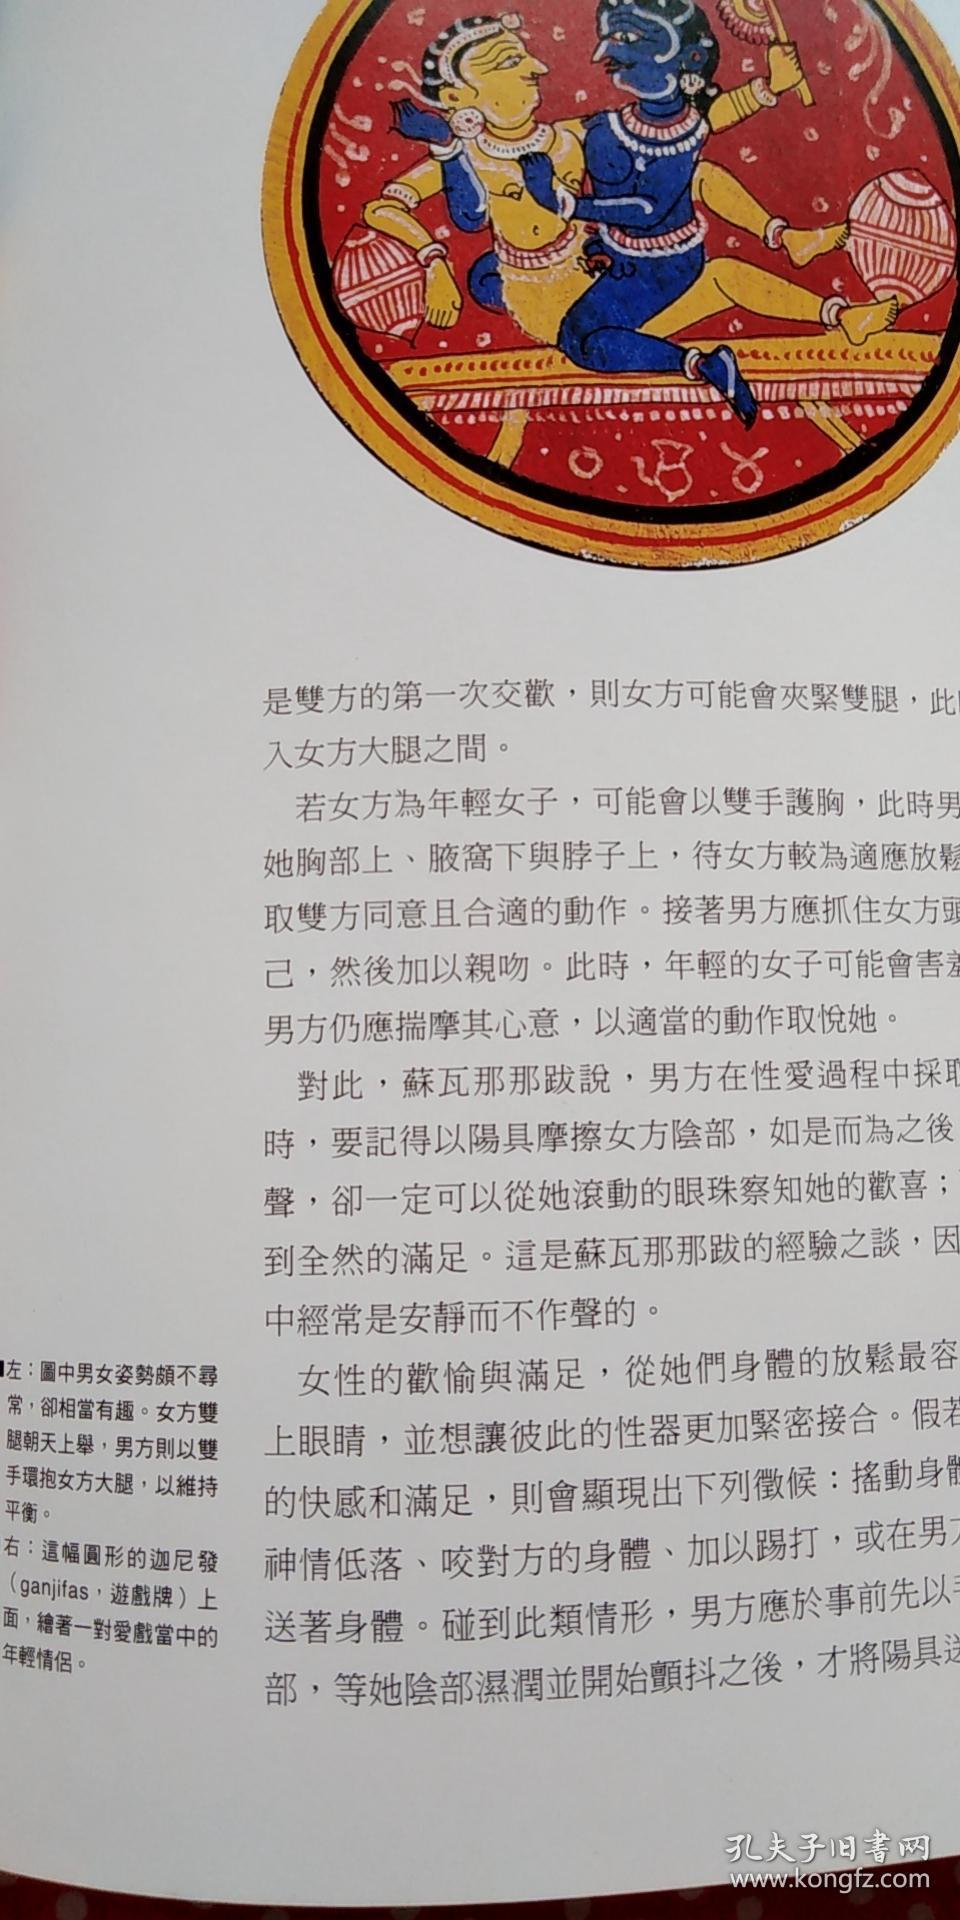 是雙方的第一次交歡，則女方可能會夾緊雙腿，此
入女方大腿之間。
若女方為年輕女子，可能會以雙手護胸，此時男
她胸部上、腋窩下與脖子上，待女方較為適應放鬆
取雙方同意且合適的動作。接著男方應抓住女方頭
己，然後加以親吻。此時，年輕的女子可能會害羞
男方仍應揣摩其心意，以適當的動作取悅她。
對此，蘇瓦那那跋說，男方在性愛過程中採取
時，要記得以陽具摩擦女方陰部，如是而為之後
聲，卻一定可以從她滾動的眼珠察知她的歡喜；
到全然的滿足。這是蘇瓦那那跋的經驗之談，因
中經常是安靜而不作聲的。
女性的歡愉與滿足，從她們身體的放鬆最容
上眼睛，並想讓彼此的性器更加緊密接合。假若
的快感和滿足，則會顯現出下列徵候：搖動身體
神情低落、咬對方的身體、加以踢打，或在男方
送著身體。碰到此類情形，男方應於事前先以手
部，等她陰部濕潤並開始顫抖之後，才將陽具送
左：圖中男女姿勢頗不尋
常，卻相當有趣。女方雙
腿朝天上舉，男方則以雙
手環抱女方大腿，以維持
平衡。
右：這幅圓形的迦尼發
（ganjifas，遊戲牌）上
面，繪著一對愛戲當中的
年輕情侶。
孔夫子旧書网
www.kongfz.com